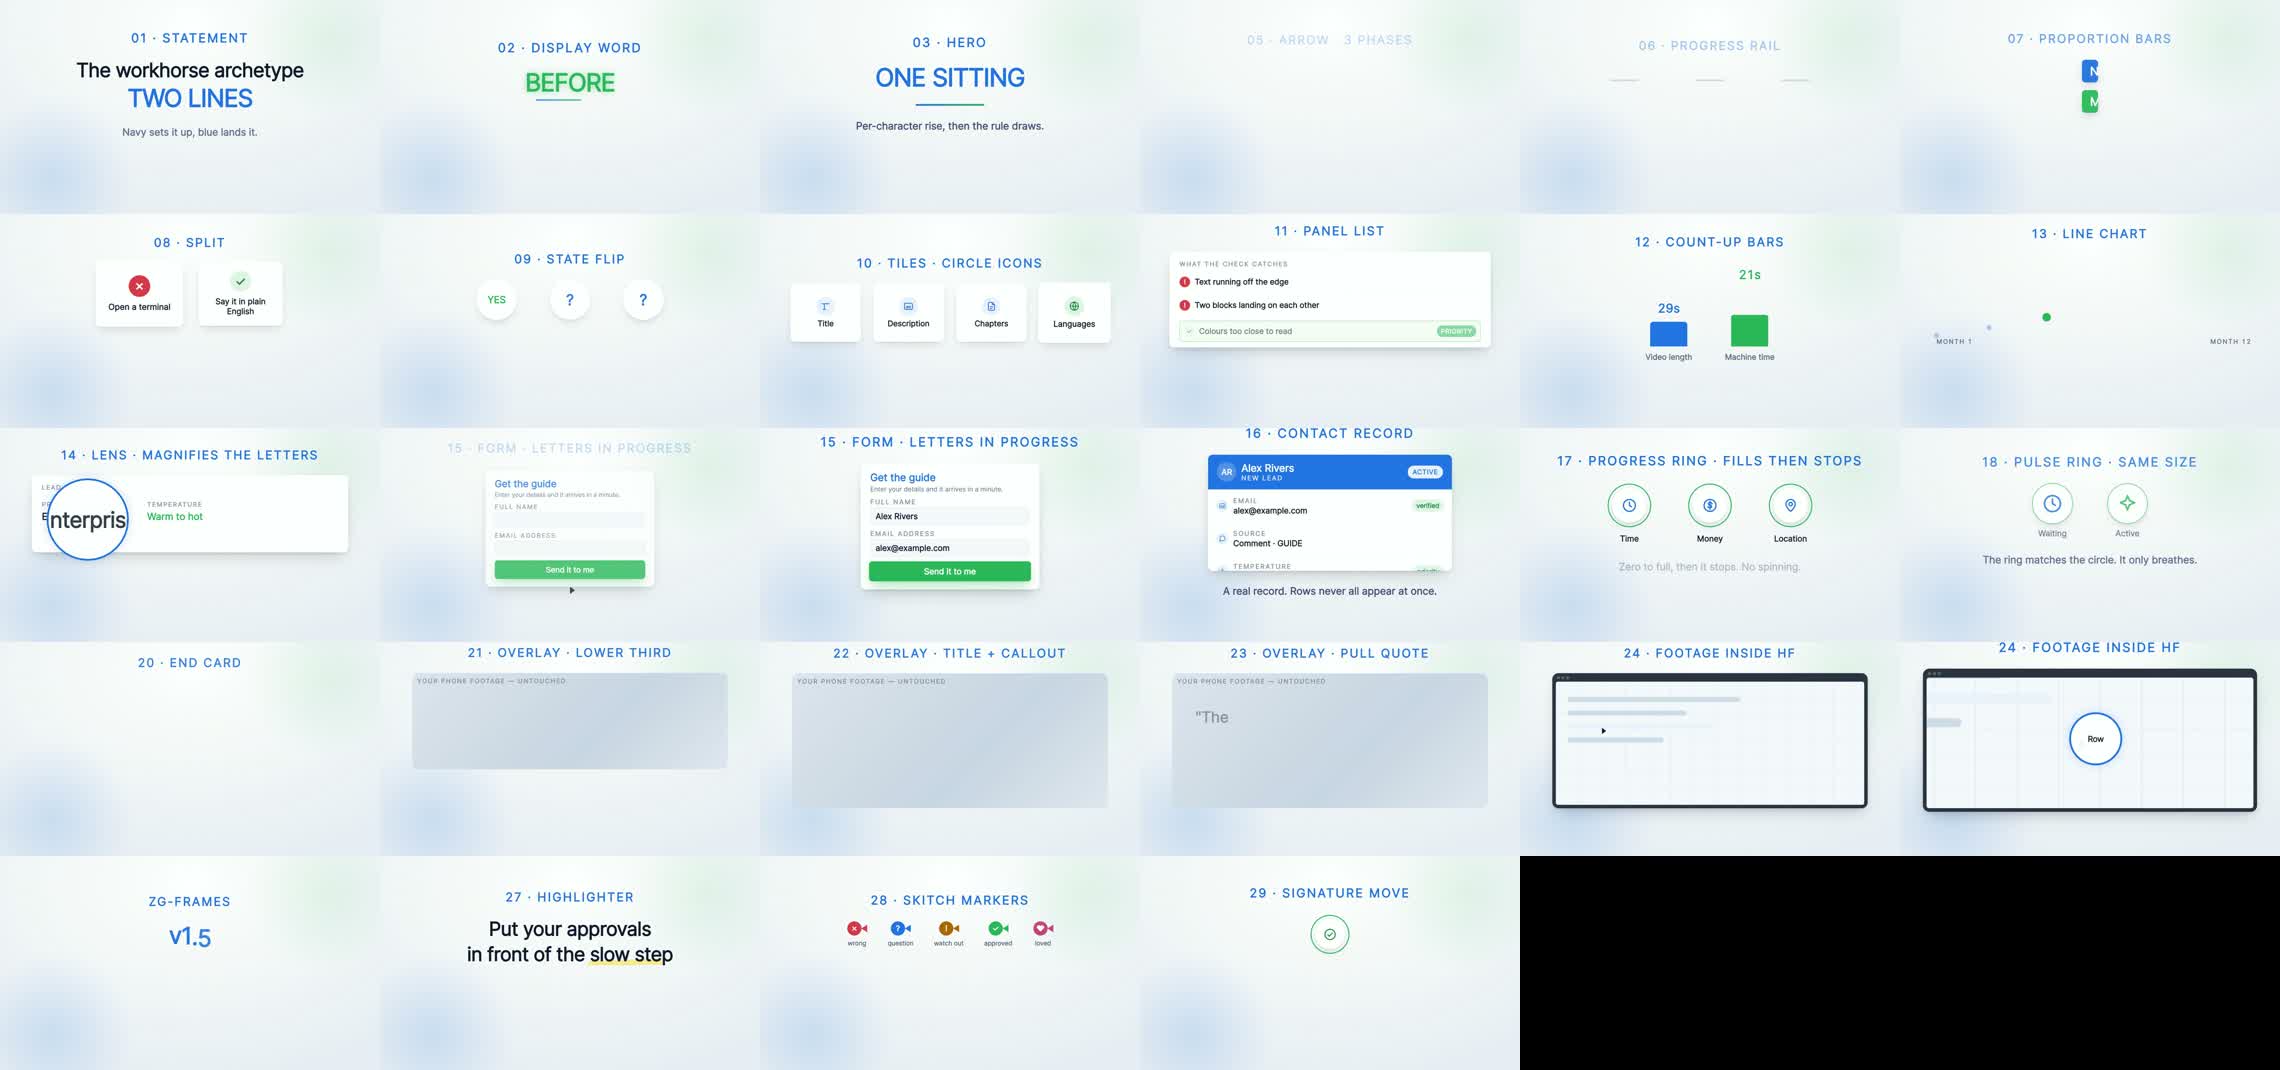 01 · STATEMENT
The workhorse archetype
TWO LINES
Navy sets it up, blue lands it.
02 · DISPLAY WORD
BEFORE
03 · HERO
ONE SITTING
Per-character rise, then the rule draws.
05 · ARROW 3 PHASES
06 · PROGRESS RAIL
07 · PROPORTION BARS
N
M
08 · SPLIT
Open a terminal
Say it in plain
English
09 · STATE FLIP
YES
?
?
10 · TILES · CIRCLE ICONS
Title
Description
Chapters
Languages
11 · PANEL LIST
WHAT THE CHECK CATCHES
Text running off the edge
Two blocks landing on each other
Colours too close to read
PRIORITY
12 · COUNT-UP BARS
21s
29s
Video length
Machine time
13 · LINE CHART
MONTH 1
MONTH 12
14 · LENS · MAGNIFIES THE LETTERS
LEAD
nterpris
TEMPERATURE
Warm to hot
15 · FORM · LETTERS IN PROGRESS
Get the guide
Enter your details and it arrives in a minute.
FULL NAME
EMAIL ADDRESS
Send it to me
15 · FORM · LETTERS IN PROGRESS
Get the guide
Enter your details and it arrives in a minute.
FULL NAME
Alex Rivers
EMAIL ADDRESS
alex@example.com
Send it to me
16 · CONTACT RECORD
AR
Alex Rivers
NEW LEAD
ACTIVE
EMAIL
alex@example.com
verified
SOURCE
Comment · GUIDE
TEMPERATURE
A real record. Rows never all appear at once.
17 · PROGRESS RING · FILLS THEN STOPS
Time
Money
Location
Zero to full, then it stops. No spinning.
18 · PULSE RING · SAME SIZE
Waiting
Active
The ring matches the circle. It only breathes.
20 · END CARD
21 · OVERLAY · LOWER THIRD
YOUR PHONE FOOTAGE — UNTOUCHED
22 · OVERLAY · TITLE + CALLOUT
YOUR PHONE FOOTAGE — UNTOUCHED
23 · OVERLAY · PULL QUOTE
YOUR PHONE FOOTAGE — UNTOUCHED
"The
24 · FOOTAGE INSIDE HF
24 · FOOTAGE INSIDE HF
Row
ZG-FRAMES
v1.5
27 · HIGHLIGHTER
Put your approvals
in front of the slow step
28 · SKITCH MARKERS
wrong
question
watch out
approved
loved
29 · SIGNATURE MOVE